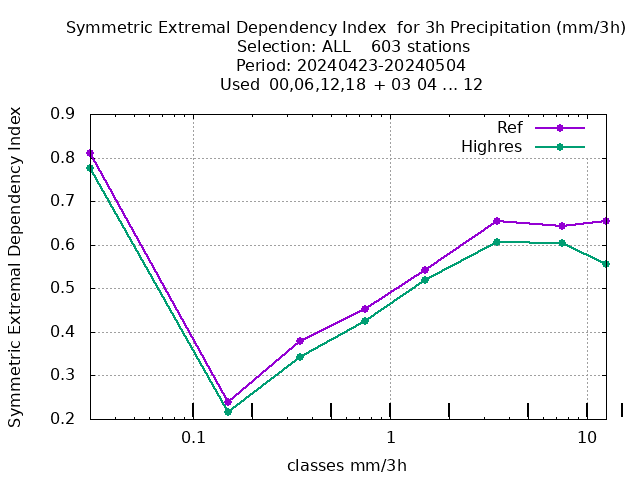 Symmetric Extremal Dependency Index  for 3h Precipitation (mm/3h)
Selection: ALL    603 stations
Period: 20240423-20240504
Used  00,06,12,18  + 03 04 ... 12
Symmetric Extremal Dependency Index
0.9
0.8
0.7
0.6
0.5
0.4
0.3
0.2
Ref
Highres
0.1
1
10
classes mm/3h